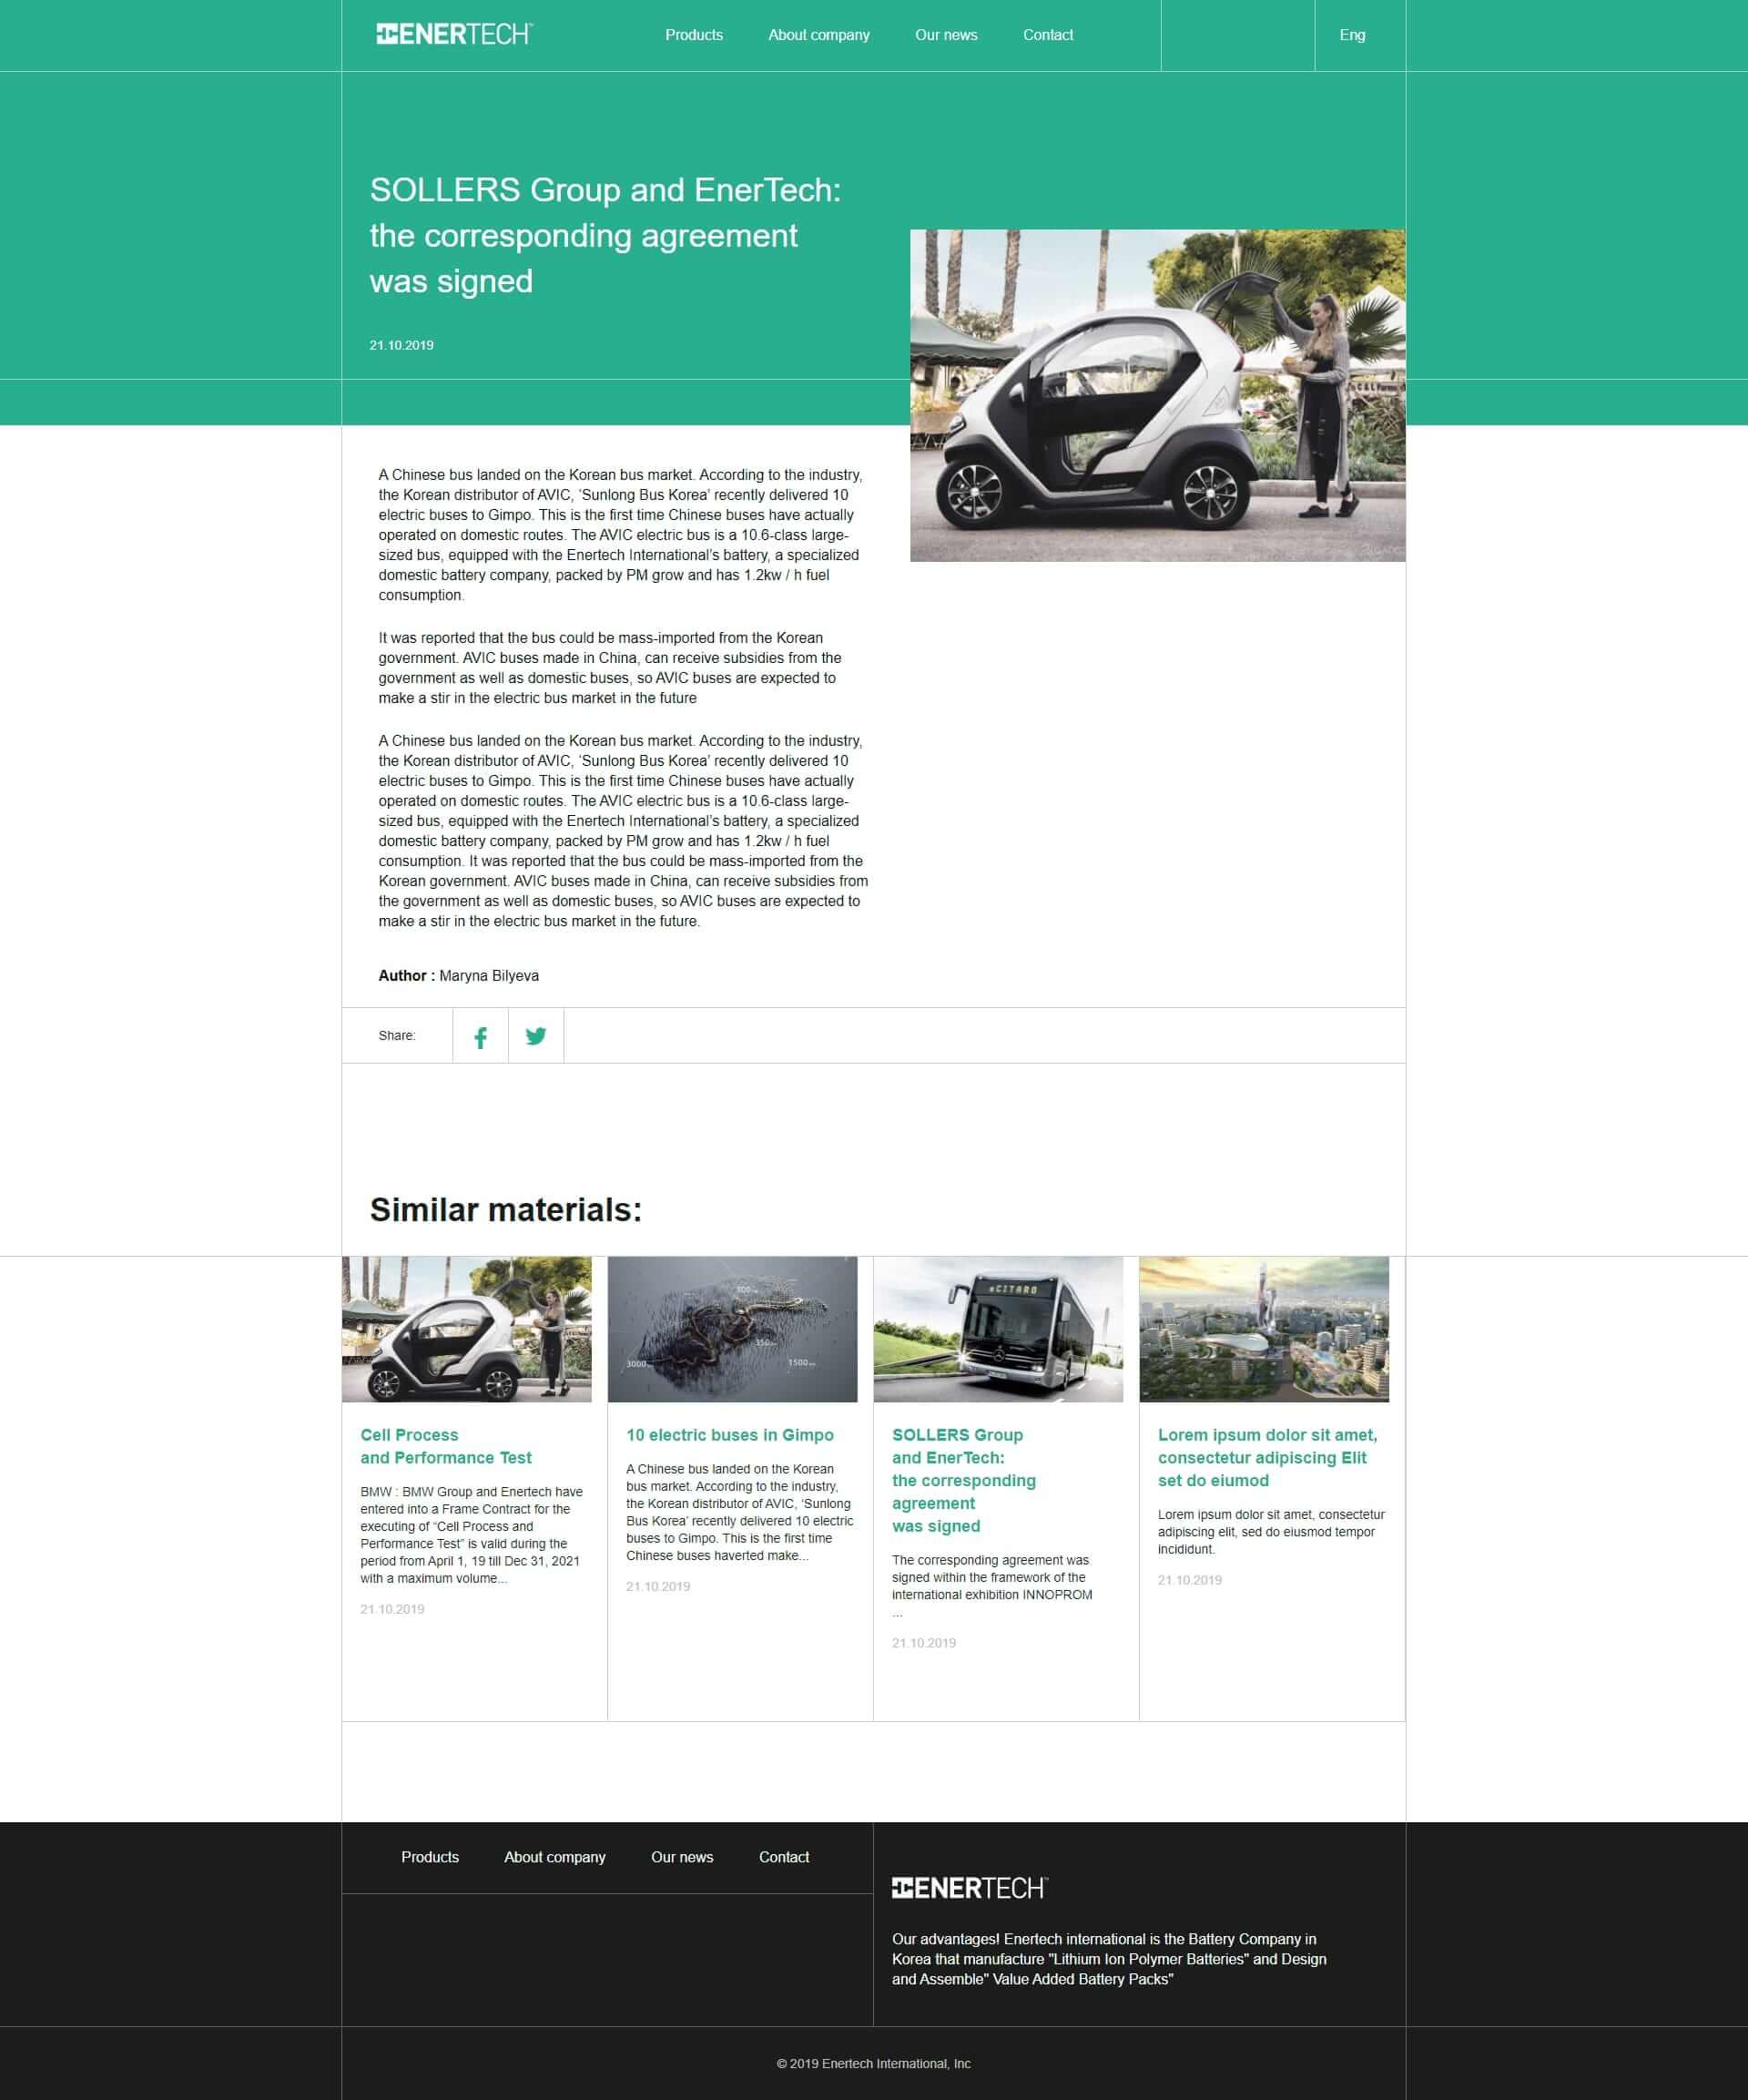 ENERTECH
Products
About company
Our news
Contact
Eng
SOLLERS Group and EnerTech:
the corresponding agreement
was signed
21.10.2019
A Chinese bus landed on the Korean bus market. According to the industry,
the Korean distributor of AVIC, ‘Sunlong Bus Korea’ recently delivered 10
electric buses to Gimpo. This is the first time Chinese buses have actually
operated on domestic routes. The AVIC electric bus is a 10.6-class large-
sized bus, equipped with the Enertech International’s battery, a specialized
domestic battery company, packed by PM grow and has 1.2kw / h fuel
consumption.
It was reported that the bus could be mass-imported from the Korean
government. AVIC buses made in China, can receive subsidies from the
government as well as domestic buses, so AVIC buses are expected to
make a stir in the electric bus market in the future
A Chinese bus landed on the Korean bus market. According to the industry,
the Korean distributor of AVIC, ‘Sunlong Bus Korea’ recently delivered 10
electric buses to Gimpo. This is the first time Chinese buses have actually
operated on domestic routes. The AVIC electric bus is a 10.6-class large-
sized bus, equipped with the Enertech International’s battery, a specialized
domestic battery company, packed by PM grow and has 1.2kw / h fuel
consumption. It was reported that the bus could be mass-imported from the
Korean government. AVIC buses made in China, can receive subsidies from
the government as well as domestic buses, so AVIC buses are expected to
make a stir in the electric bus market in the future.
Author : Maryna Bilyeva
Share:
Similar materials:
3000
350
1500
eCITARO
Cell Process
and Performance Test
BMW : BMW Group and Enertech have
entered into a Frame Contract for the
executing of “Cell Process and
Performance Test” is valid during the
period from April 1, 19 till Dec 31, 2021
with a maximum volume...
21.10.2019
10 electric buses in Gimpo
A Chinese bus landed on the Korean
bus market. According to the industry,
the Korean distributor of AVIC, ‘Sunlong
Bus Korea’ recently delivered 10 electric
buses to Gimpo. This is the first time
Chinese buses haverted make...
21.10.2019
SOLLERS Group
and EnerTech:
the corresponding
agreement
was signed
The corresponding agreement was
signed within the framework of the
international exhibition INNOPROM
...
21.10.2019
Lorem ipsum dolor sit amet,
consectetur adipiscing Elit
set do eiumod
Lorem ipsum dolor sit amet, consectetur
adipiscing elit, sed do eiusmod tempor
incididunt.
21.10.2019
Products
About company
Our news
Contact
ENERTECH
Our advantages! Enertech international is the Battery Company in
Korea that manufacture "Lithium Ion Polymer Batteries" and Design
and Assemble" Value Added Battery Packs"
© 2019 Enertech International, Inc